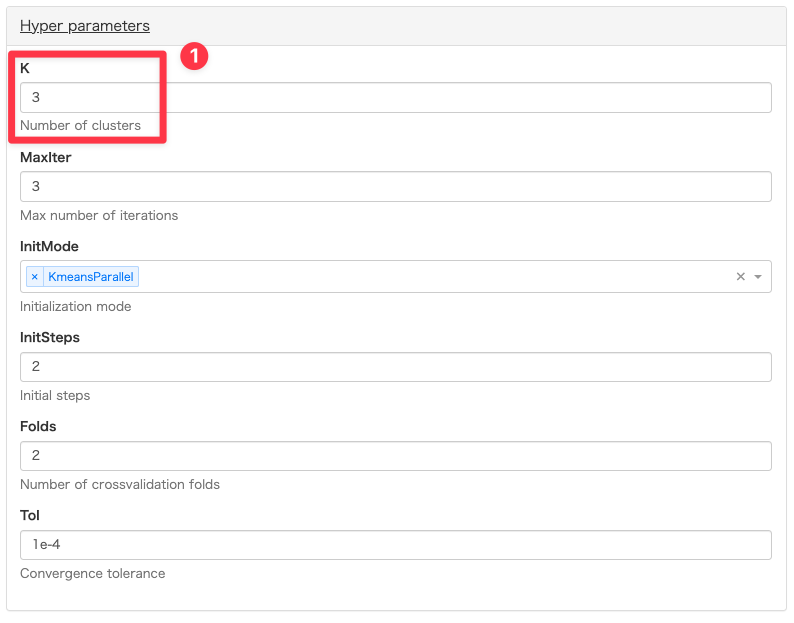 Hyper parameters
1
K
3
Number of clusters
MaxIter
3
Max number of iterations
InitMode
× KmeansParallel
Initialization mode
InitSteps
2
Initial steps
Folds
2
Number of crossvalidation folds
Tol
1e-4
Convergence tolerance